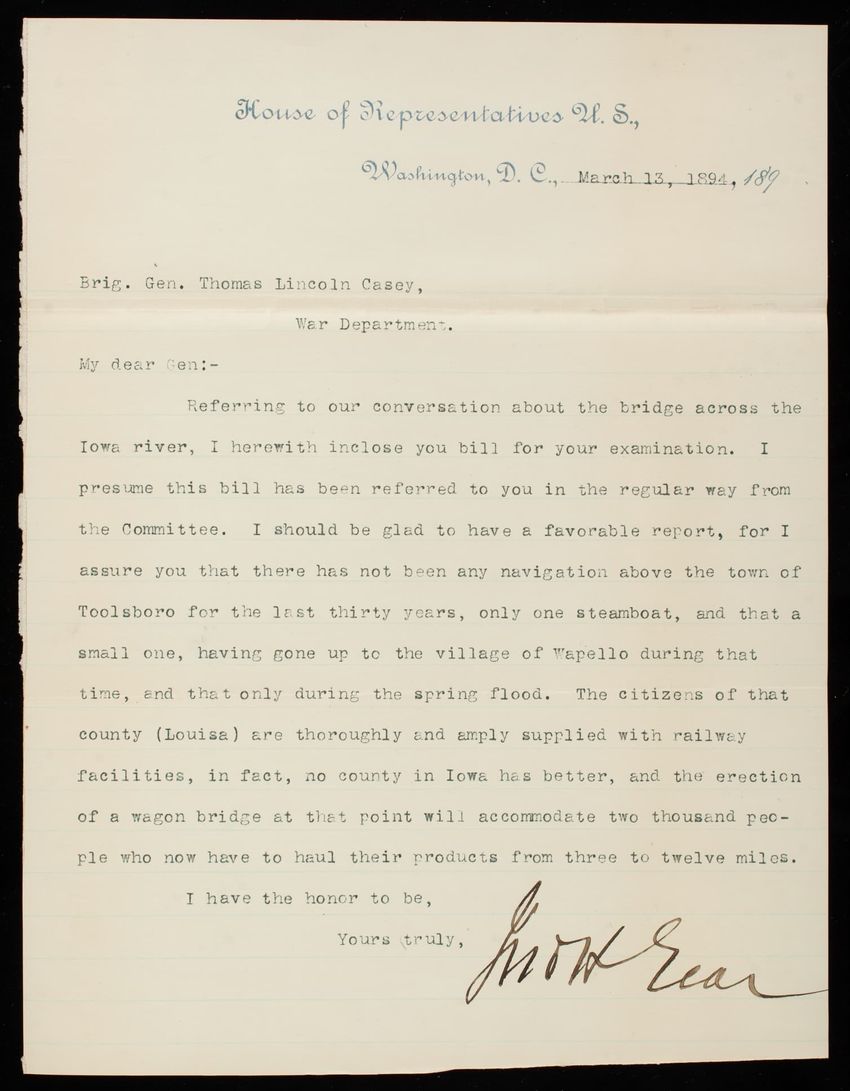 House of Representatives U. S.,
Washington, D. C., March 13, 1894, 189
Brig. Gen. Thomas Lincoln Casey,
War Department.
My dear Gen:-
Referring to our conversation about the bridge across the
Iowa river, I herewith inclose you bill for your examination. I
presume this bill has been referred to you in the regular way from
the Committee. I should be glad to have a favorable report, for I
assure you that there has not been any navigation above the town of
Toolsboro for the last thirty years, only one steamboat, and that a
small one, having gone up to the village of Wapello during that
time, and that only during the spring flood. The citizens of that
county (Louisa) are thoroughly and amply supplied with railway
facilities, in fact, no county in Iowa has better, and the erection
of a wagon bridge at that point will accommodate two thousand peo-
ple who now have to haul their products from three to twelve miles.
I have the honor to be,
Yours truly,
Jno H Gear